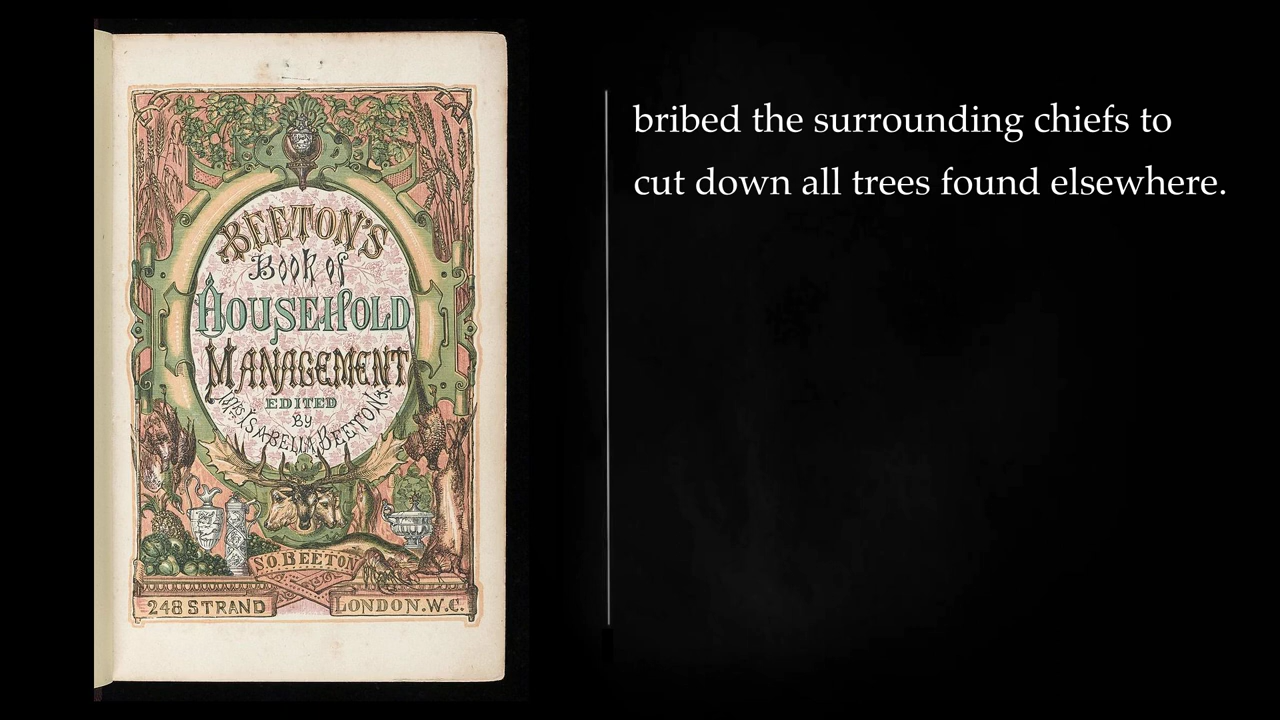 BEETON'S
Book of
HOUSEHOLD
MANAGEMENT
EDITED
BY
MRS ISABELLA BEETON
S.O. BEETON
248 STRAND
LONDON. W.C.
bribed the surrounding chiefs to
cut down all trees found elsewhere.